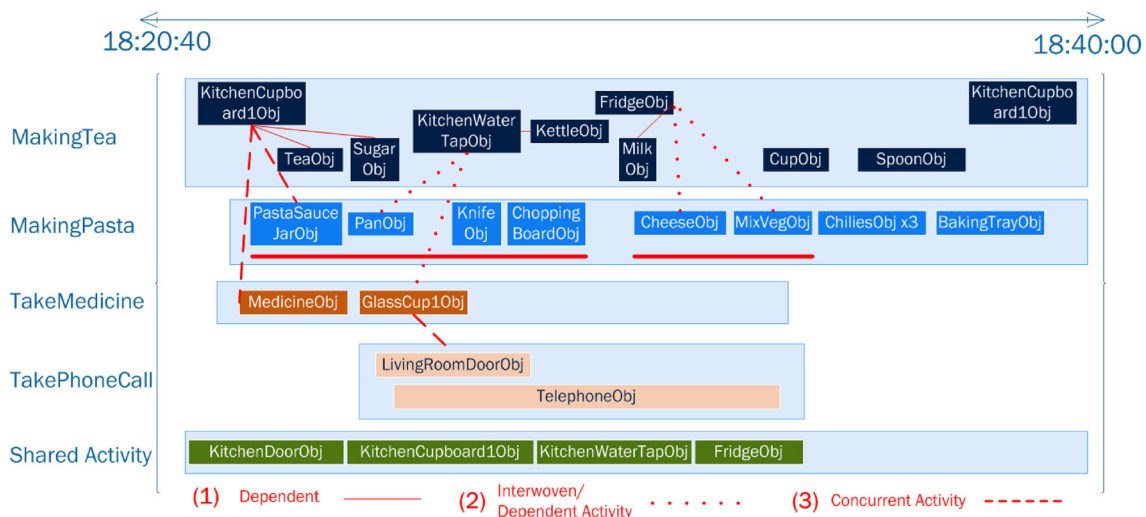 18:20:40
18:40:00
MakingTea
KitchenCupbo
ard1Obj
TeaObj
Sugar
Obj
KitchenWater
TapObj
KettleObj
FridgeObj
Milk
Obj
CupObj
SpoonObj
KitchenCupbo
ard1Obj
MakingPasta
PastaSauce
JarObj
PanObj
Knife
Obj
Chopping
BoardObj
CheeseObj
MixVegObj
ChiliesObj x3
BakingTrayObj
TakeMedicine
MedicineObj
GlassCup1Obj
TakePhoneCall
LivingRoomDoorObj
TelephoneObj
Shared Activity
KitchenDoorObj
KitchenCupboard1Obj
KitchenWaterTapObj
FridgeObj
(1) Dependent
(2) Interwoven/
Dependent Activity
(3) Concurrent Activity